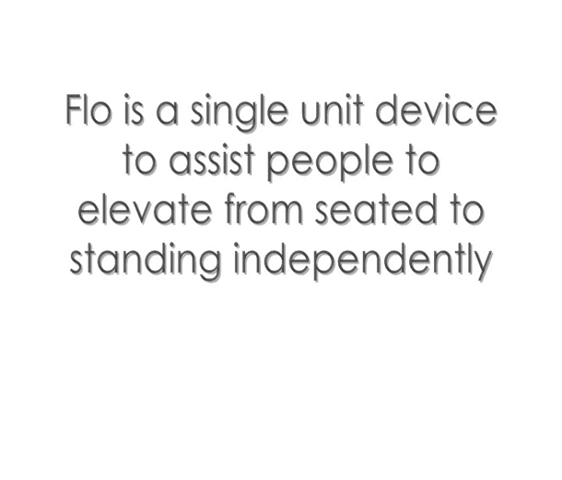 Flo is a single unit device
to assist people to
elevate from seated to
standing independently